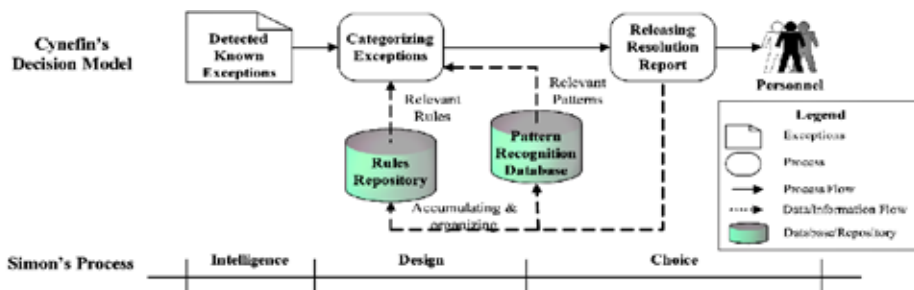 Cynefin's
Decision Model
Detected
Known
Exceptions
Categorizing
Exceptions
Releasing
Resolution
Report
Personnel
Relevant
Rules
Relevant
Patterns
Rules
Repository
Pattern
Recognition
Database
Accumulating &
organizing
Legend
Exceptions
Process
Process Flow
Data/Information Flow
Database/Repository
Simon's Process
Intelligence
Design
Choice